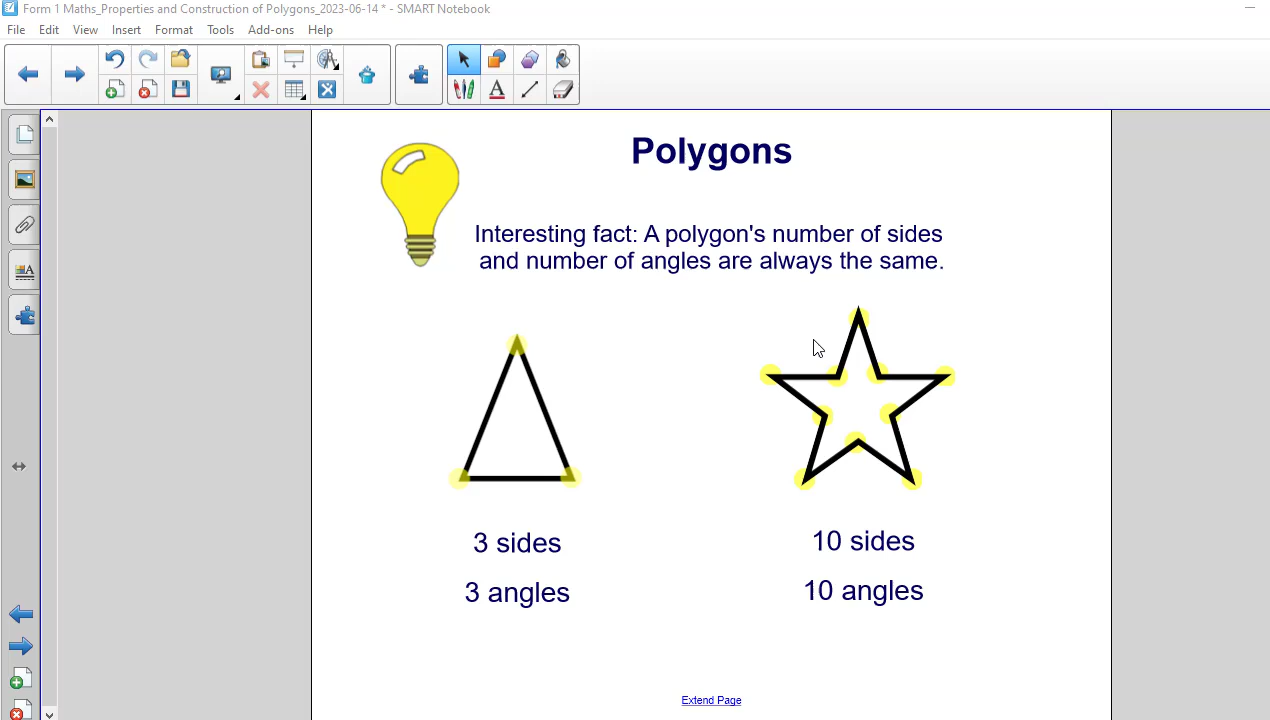 Form 1 Maths_Properties and Construction of Polygons_2023-06-14 * - SMART Notebook
File Edit View Insert Format Tools Add-ons Help
Polygons
Interesting fact: A polygon's number of sides
and number of angles are always the same.
3 sides
10 sides
3 angles
10 angles
Extend Page